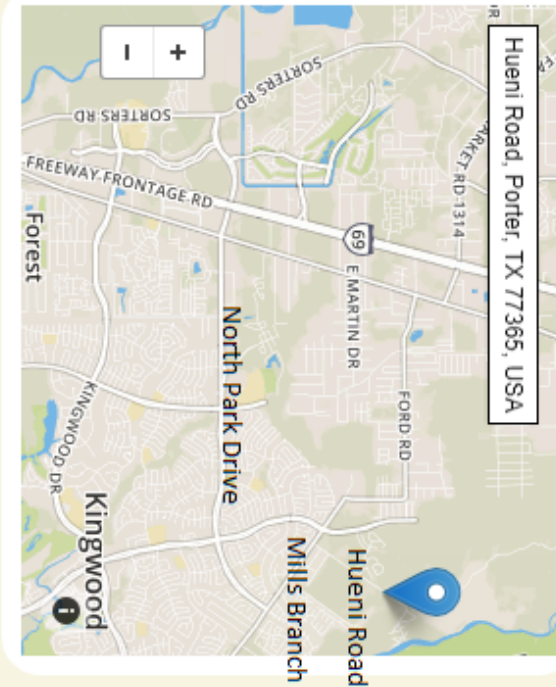 Hueni Road, Porter, TX 77365, USA
MARKET RD 1314
SORTERS RD
SORTERS RD
FREEWAY FRONTAGE RD
69
E MARTIN DR
FORD RD
North Park Drive
Forest
KINGWOOD DR
Kingwood
Mills Branch
Hueni Road
+
−
i